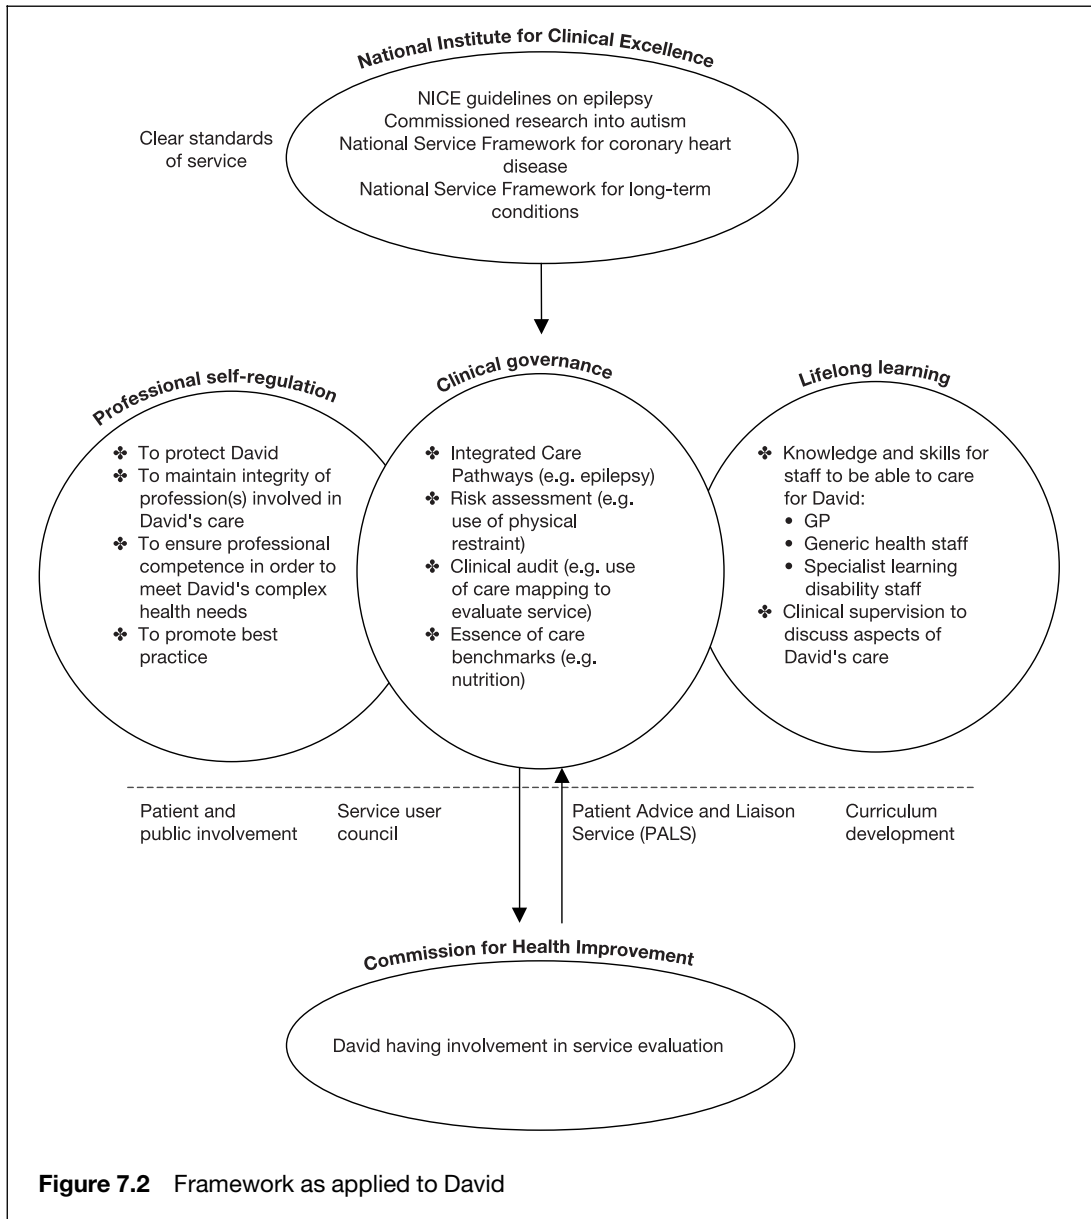 National Institute for Clinical Excellence
NICE guidelines on epilepsy
Commissioned research into autism
National Service Framework for coronary heart
disease
National Service Framework for long-term
conditions
Clear standards
of service
Professional self-regulation
✤ To protect David
✤ To maintain integrity of
profession(s) involved in
David's care
✤ To ensure professional
competence in order to
meet David's complex
health needs
✤ To promote best
practice
Clinical governance
✤ Integrated Care
Pathways (e.g. epilepsy)
✤ Risk assessment (e.g.
use of physical
restraint)
✤ Clinical audit (e.g. use
of care mapping to
evaluate service)
✤ Essence of care
benchmarks (e.g.
nutrition)
Lifelong learning
✤ Knowledge and skills for
staff to be able to care
for David:
• GP
• Generic health staff
• Specialist learning
disability staff
✤ Clinical supervision to
discuss aspects of
David's care
Patient and
public involvement
Service user
council
Patient Advice and Liaison
Service (PALS)
Curriculum
development
Commission for Health Improvement
David having involvement in service evaluation
Figure 7.2 Framework as applied to David